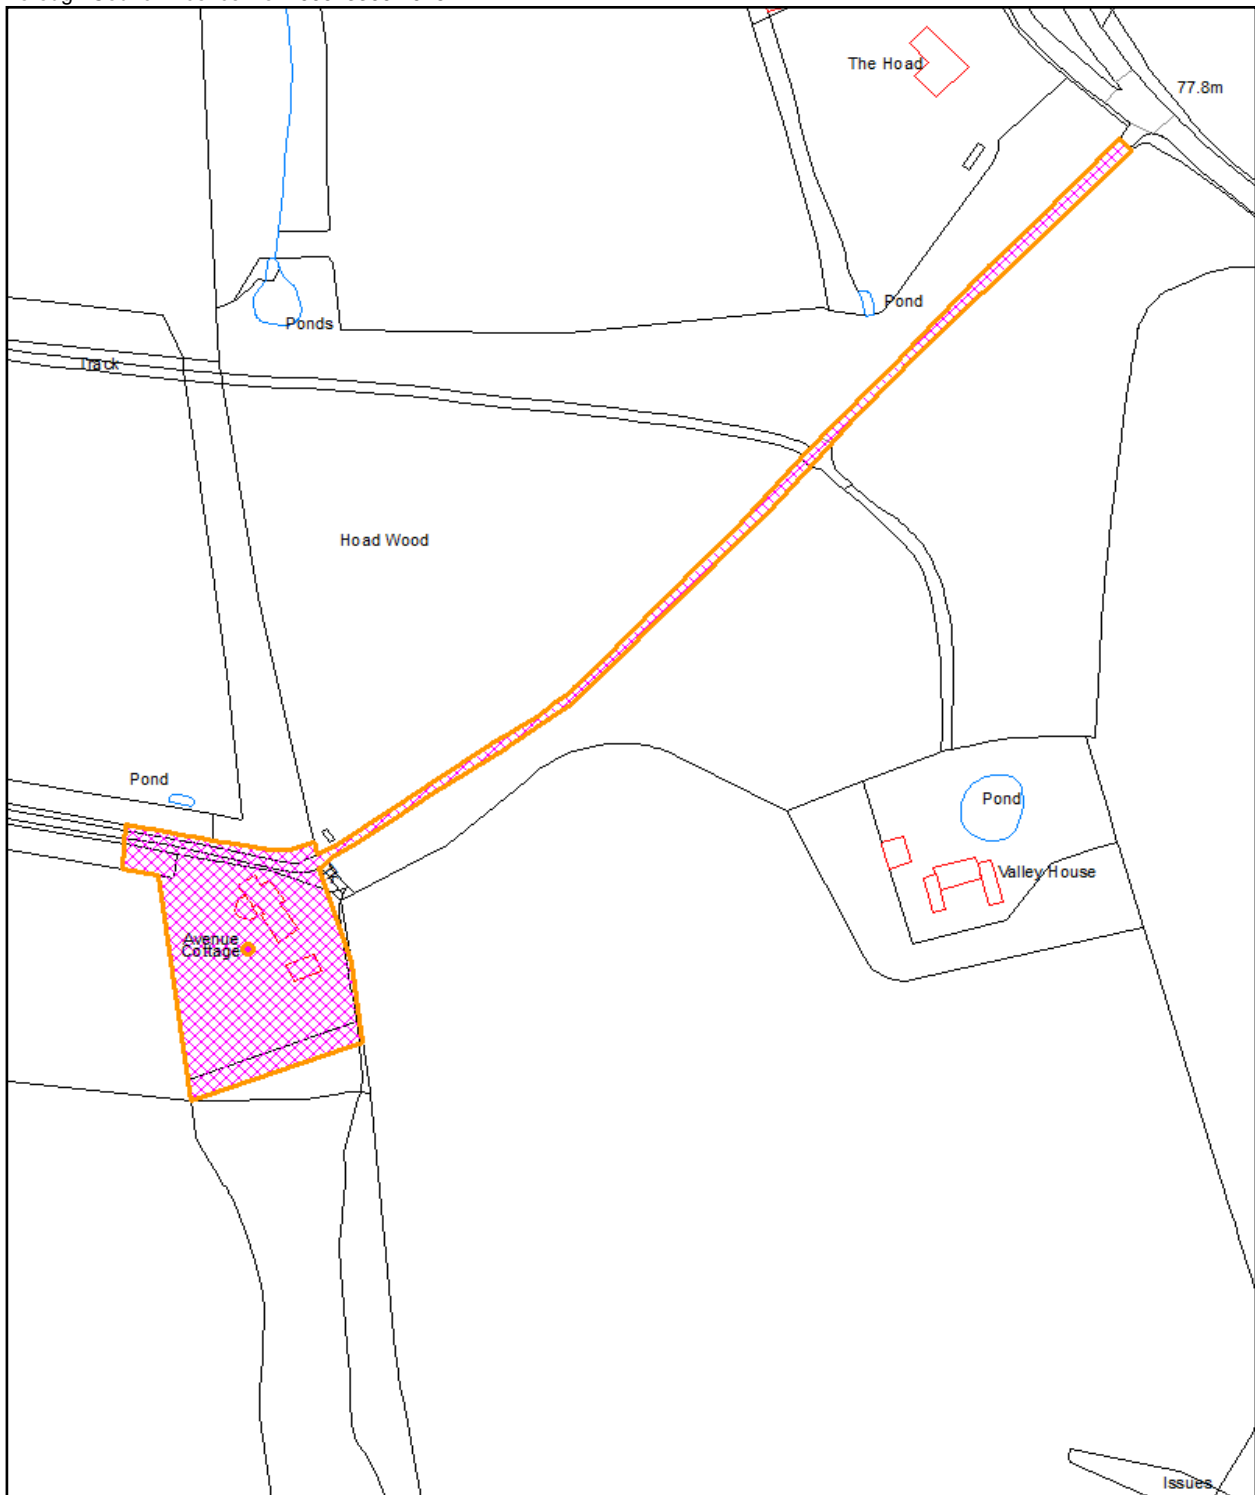 The Hoad
77.8m
Pond
Ponds
Track
Hoad Wood
Pond
Pond
Valley House
Avenue
Cottage
Issues